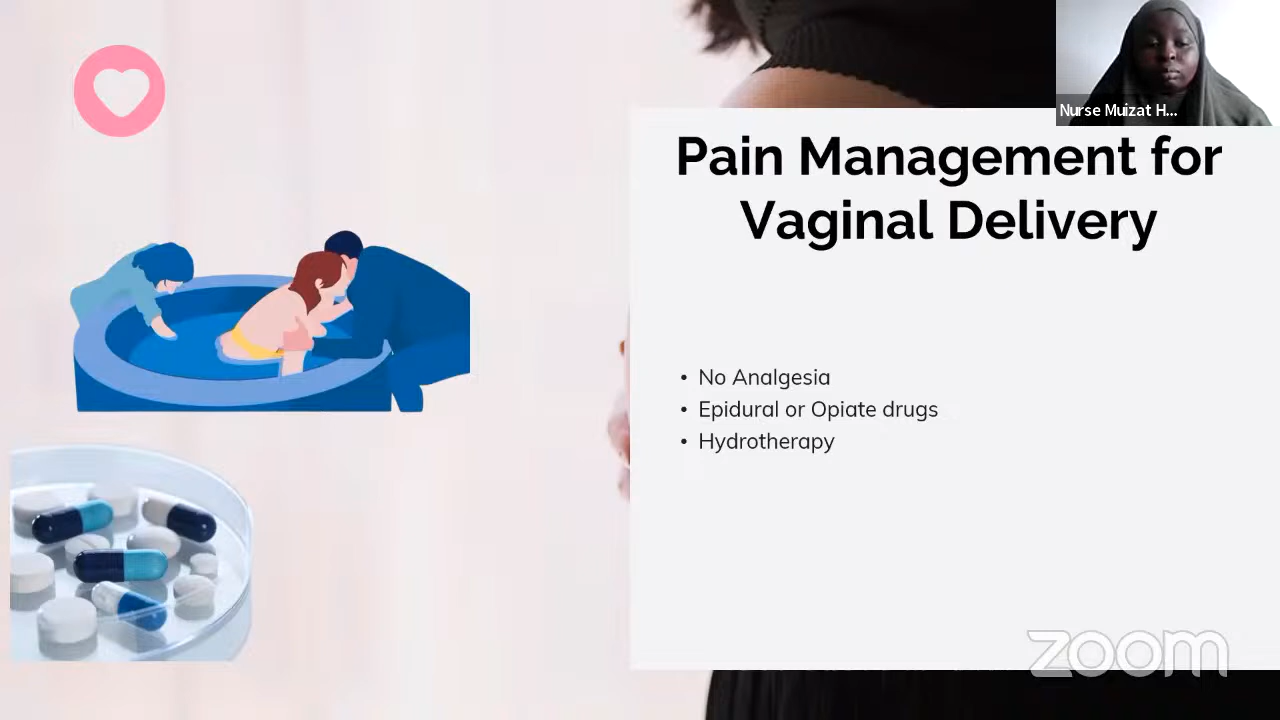 Nurse Muizat H...
Pain Management for
Vaginal Delivery
• No Analgesia
• Epidural or Opiate drugs
• Hydrotherapy
zoom